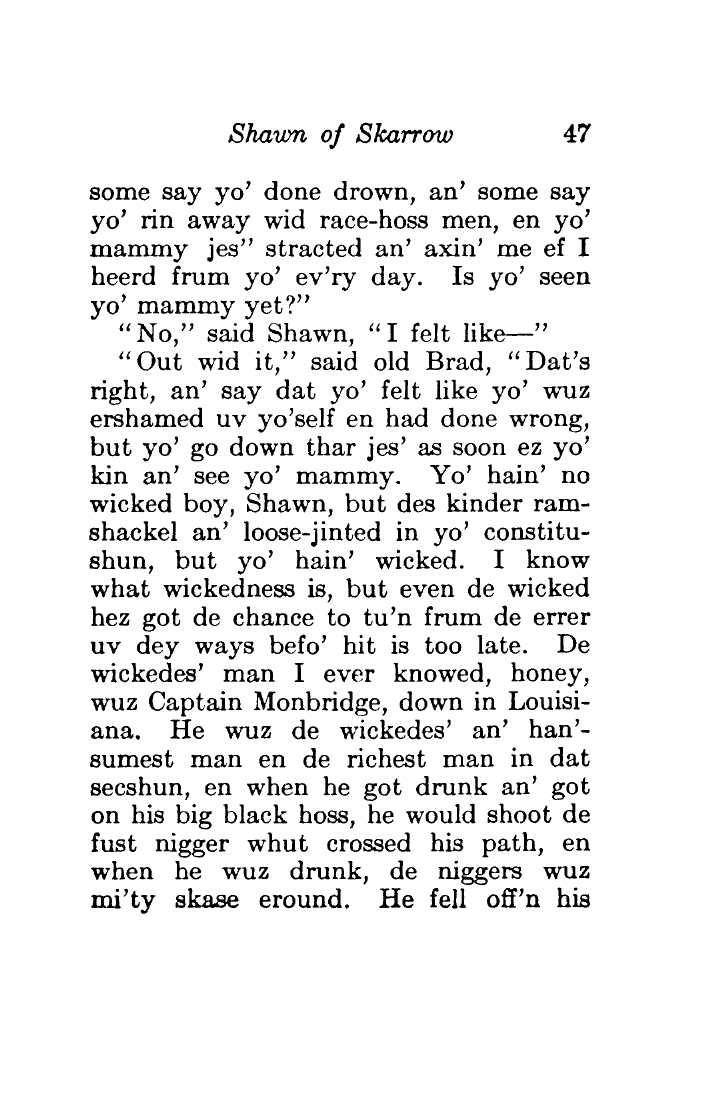 Shawn of Skarrow 47
some say yo' done drown, an' some say
yo' rin away wid race-hoss men, en yo'
mammy jes'' stracted an' axin' me ef I
heerd frum yo' ev'ry day. Is yo' seen
yo' mammy yet?"
"No," said Shawn, "I felt like—"
"Out wid it," said old Brad, "Dat's
right, an' say dat yo' felt like yo' wuz
ershamed uv yo'self en had done wrong,
but yo' go down thar jes' as soon ez yo'
kin an' see yo' mammy. Yo' hain' no
wicked boy, Shawn, but des kinder ram-
shackel an' loose-jinted in yo' constitu-
shun, but yo' hain' wicked. I know
what wickedness is, but even de wicked
hez got de chance to tu'n frum de errer
uv dey ways befo' hit is too late. De
wickedes' man I ever knowed, honey,
wuz Captain Monbridge, down in Louisi-
ana. He wuz de wickedes' an' han'-
sumest man en de richest man in dat
secshun, en when he got drunk an' got
on his big black hoss, he would shoot de
fust nigger whut crossed his path, en
when he wuz drunk, de niggers wuz
mi'ty skase eround. He fell off'n his